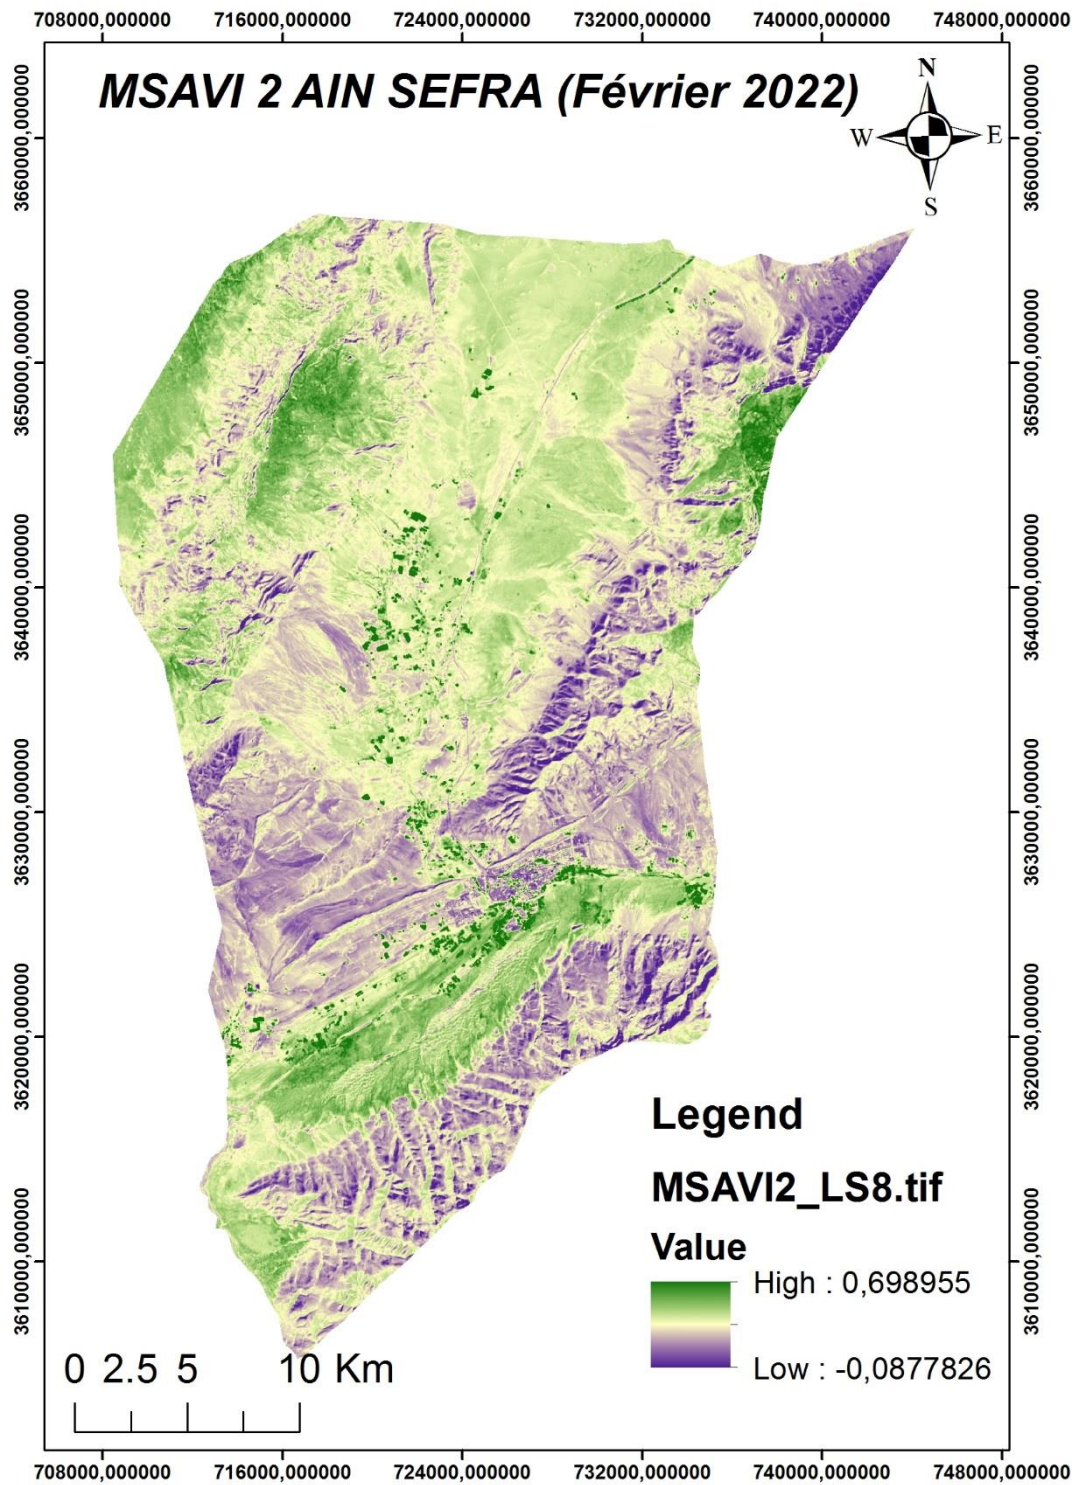 708000,000000 716000,000000 724000,000000 732000,000000 740000,000000 748000,000000
MSAVI 2 AIN SEFRA (Février 2022)
N
W E
S
3660000,000000 3660000,000000
3650000,000000 3650000,000000
3640000,000000 3640000,000000
3630000,000000 3630000,000000
3620000,000000 3620000,000000
3610000,000000 3610000,000000
Legend
MSAVI2_LS8.tif
Value
High : 0,698955
Low : -0,0877826
0 2.5 5 10 Km
708000,000000 716000,000000 724000,000000 732000,000000 740000,000000 748000,000000